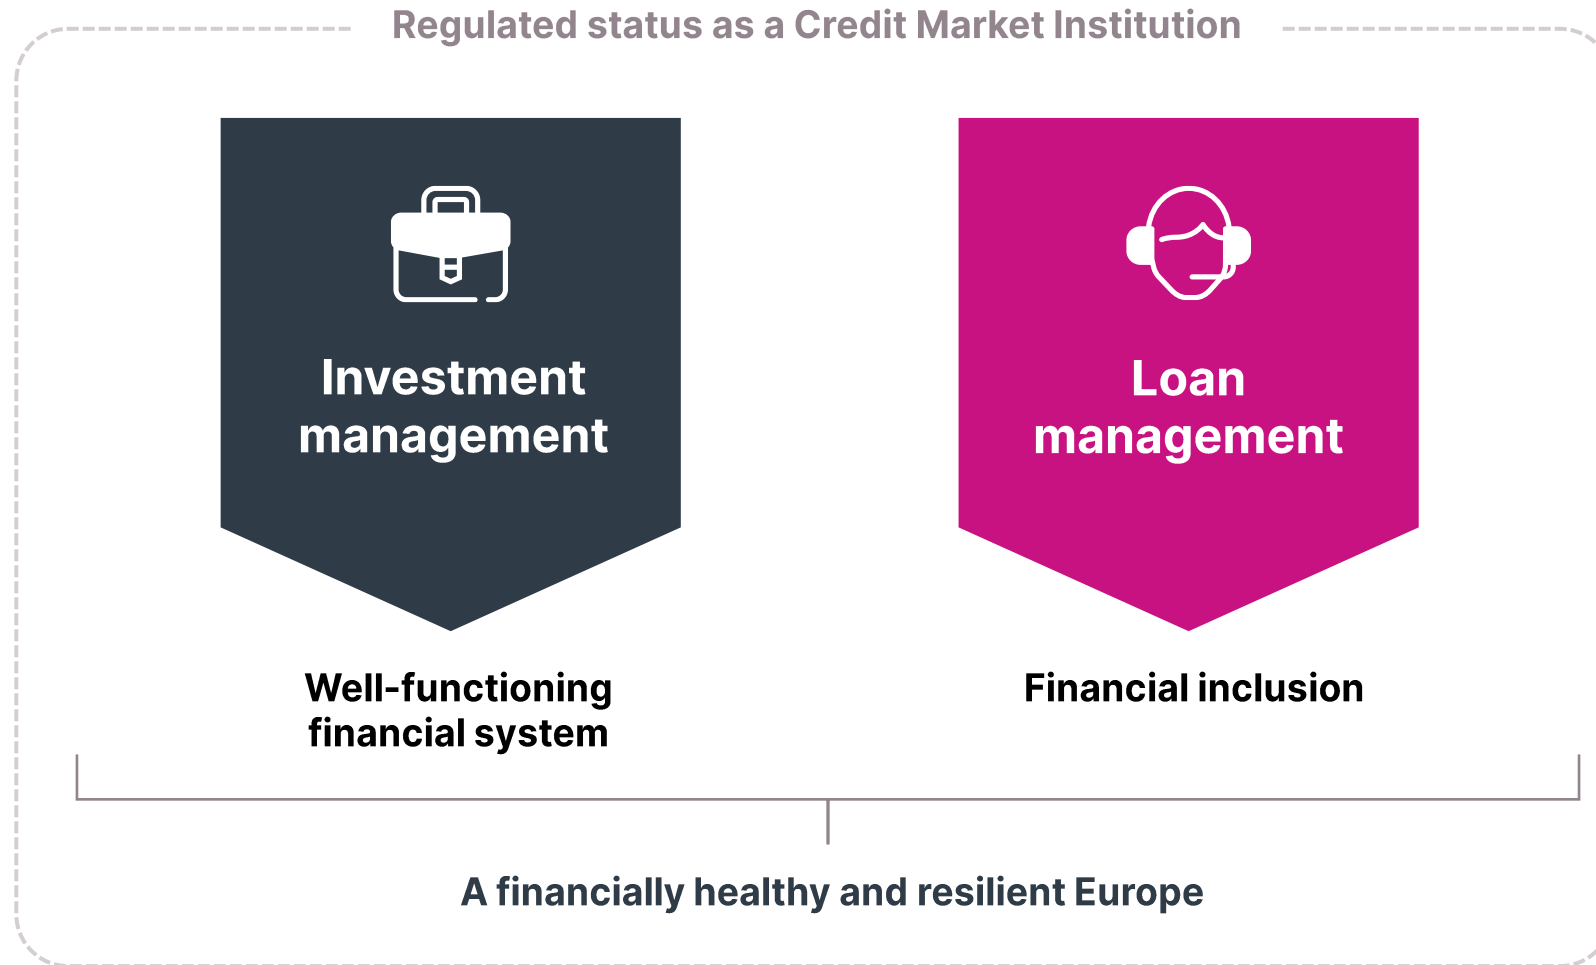 Regulated status as a Credit Market Institution
Investment
management
Well-functioning
financial system
Loan
management
Financial inclusion
A financially healthy and resilient Europe